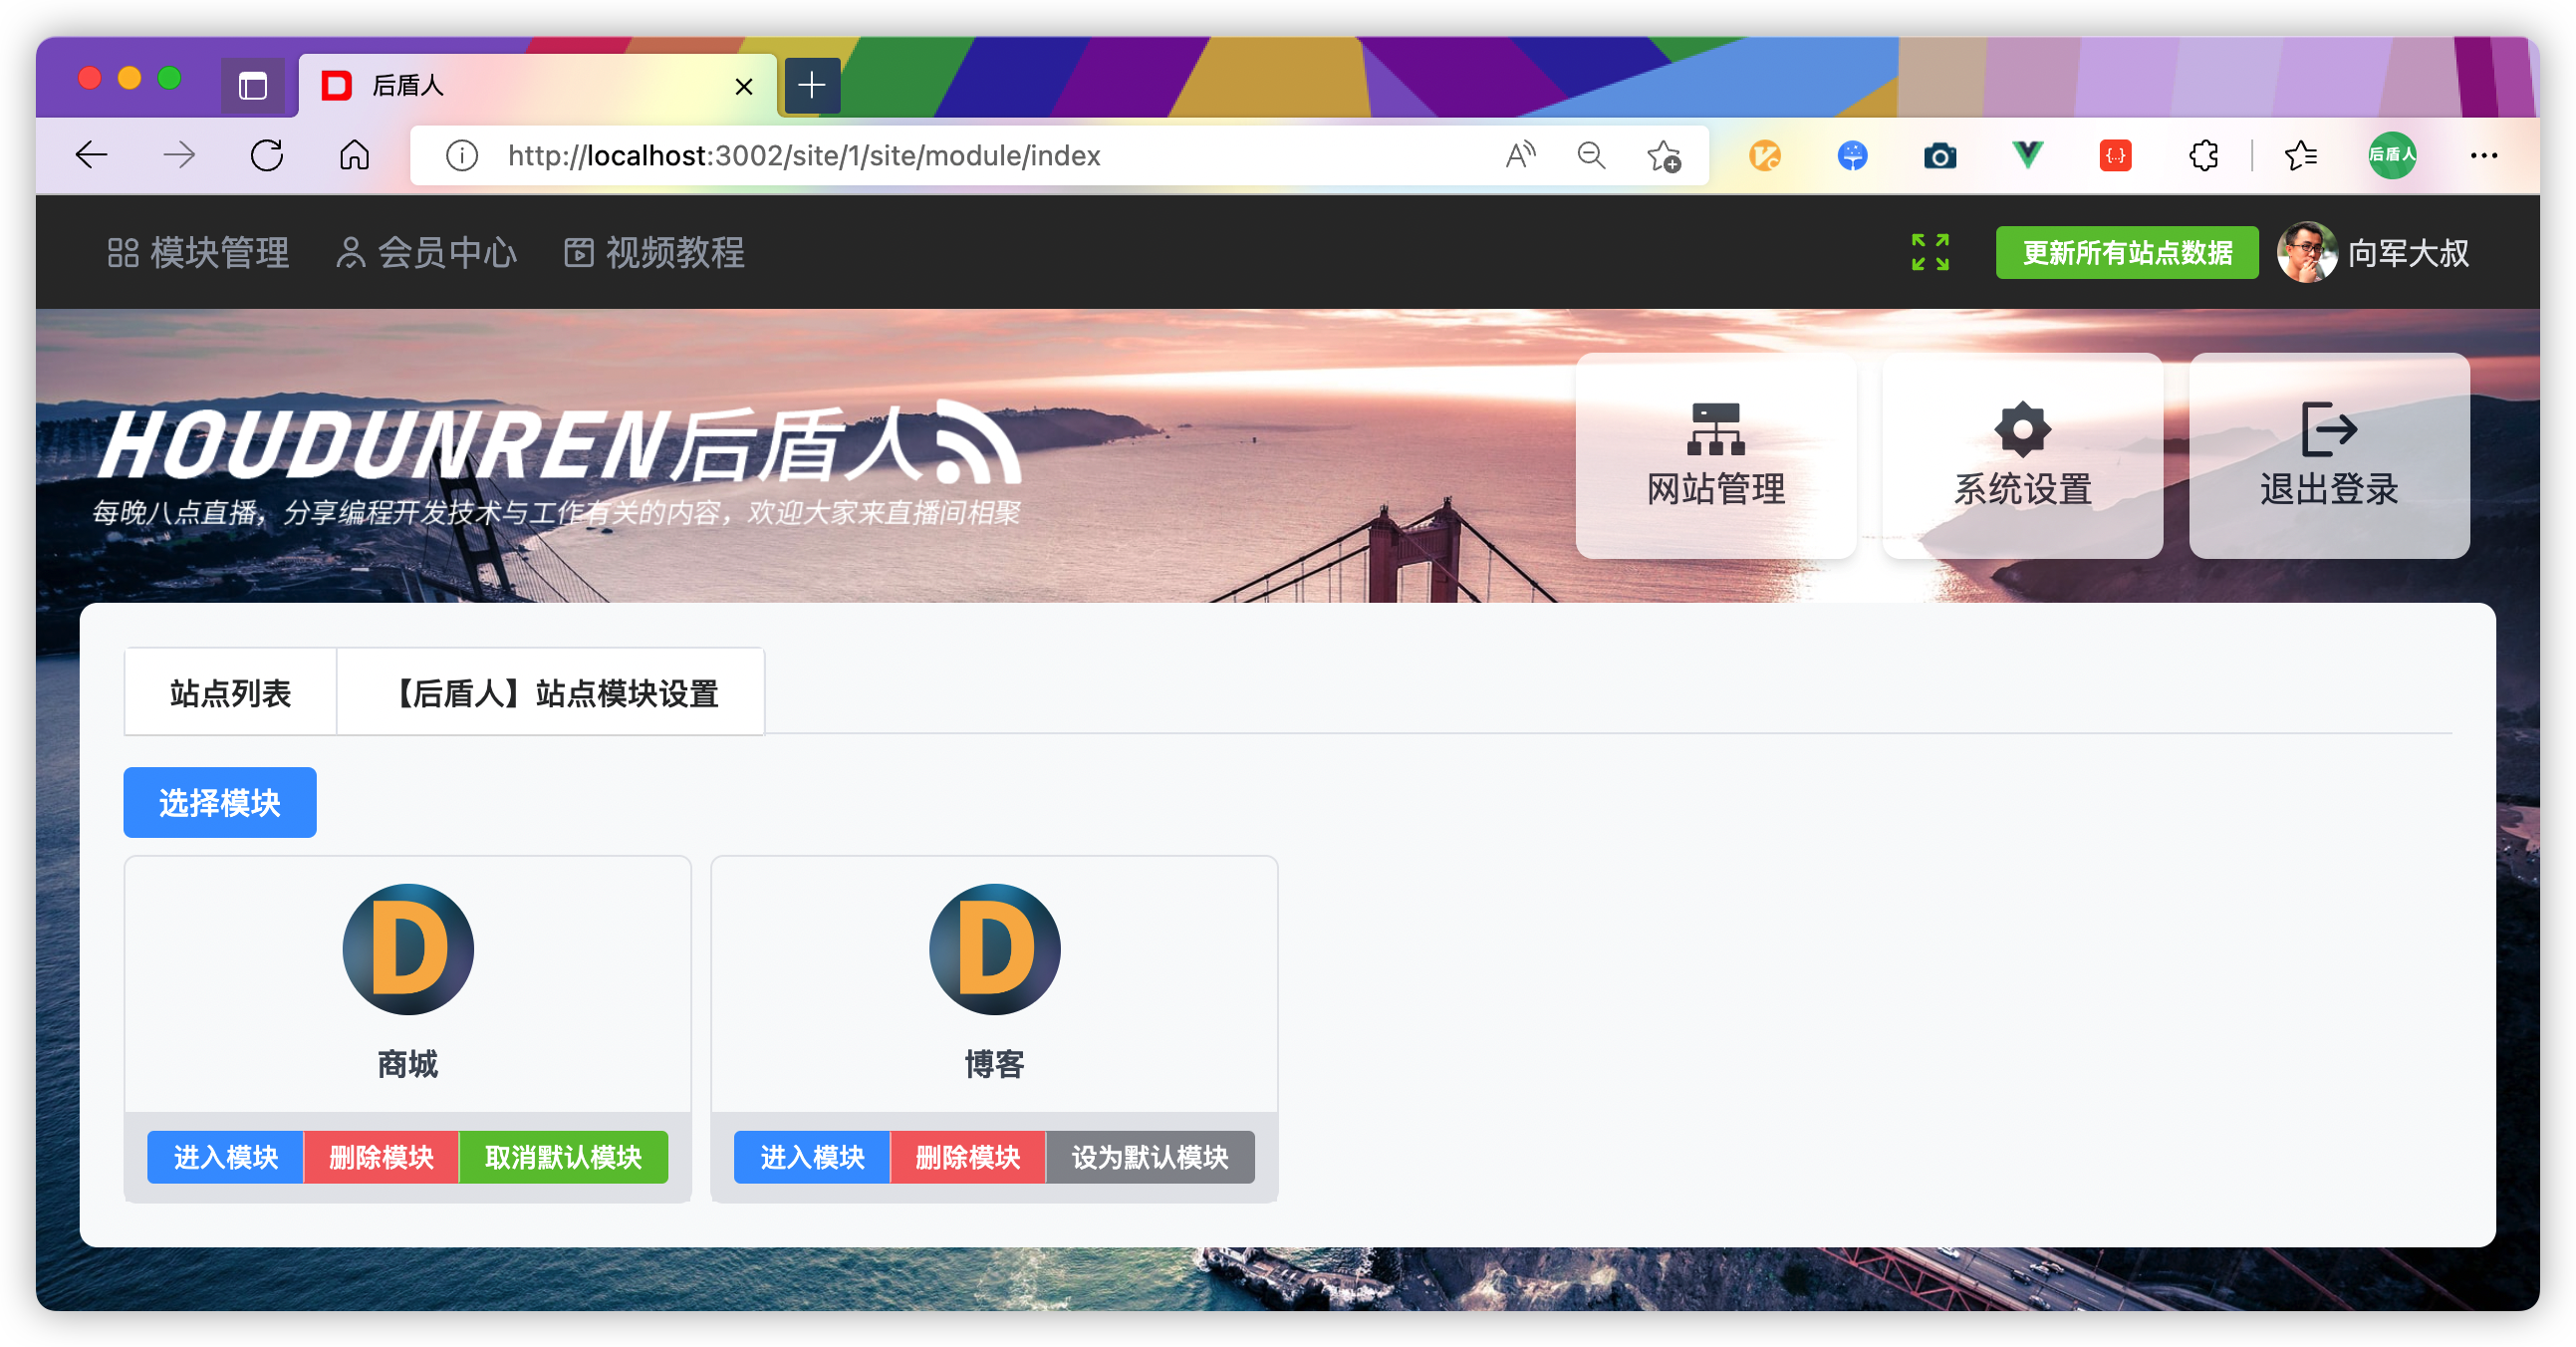 后盾人
http://localhost:3002/site/1/site/module/index
后盾人
模块管理 会员中心 视频教程 更新所有站点数据 向军大叔
HOUDUNREN后盾人
每晚八点直播，分享编程开发技术与工作有关的内容，欢迎大家来直播间相聚
网站管理 系统设置 退出登录
站点列表 【后盾人】站点模块设置
选择模块
D D
商城 博客
进入模块 删除模块 取消默认模块 进入模块 删除模块 设为默认模块